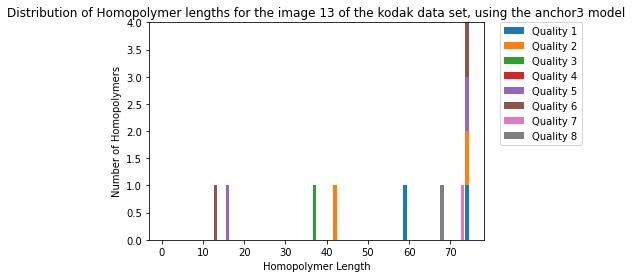 Distribution of Homopolymer lengths for the image 13 of the kodak data set, using the anchor3 model
4.0
3.5
3.0
2.5
2.0
1.5
1.0
0.5
0.0
Number of Homopolymers
0 10 20 30 40 50 60 70
Homopolymer Length
Quality 1
Quality 2
Quality 3
Quality 4
Quality 5
Quality 6
Quality 7
Quality 8